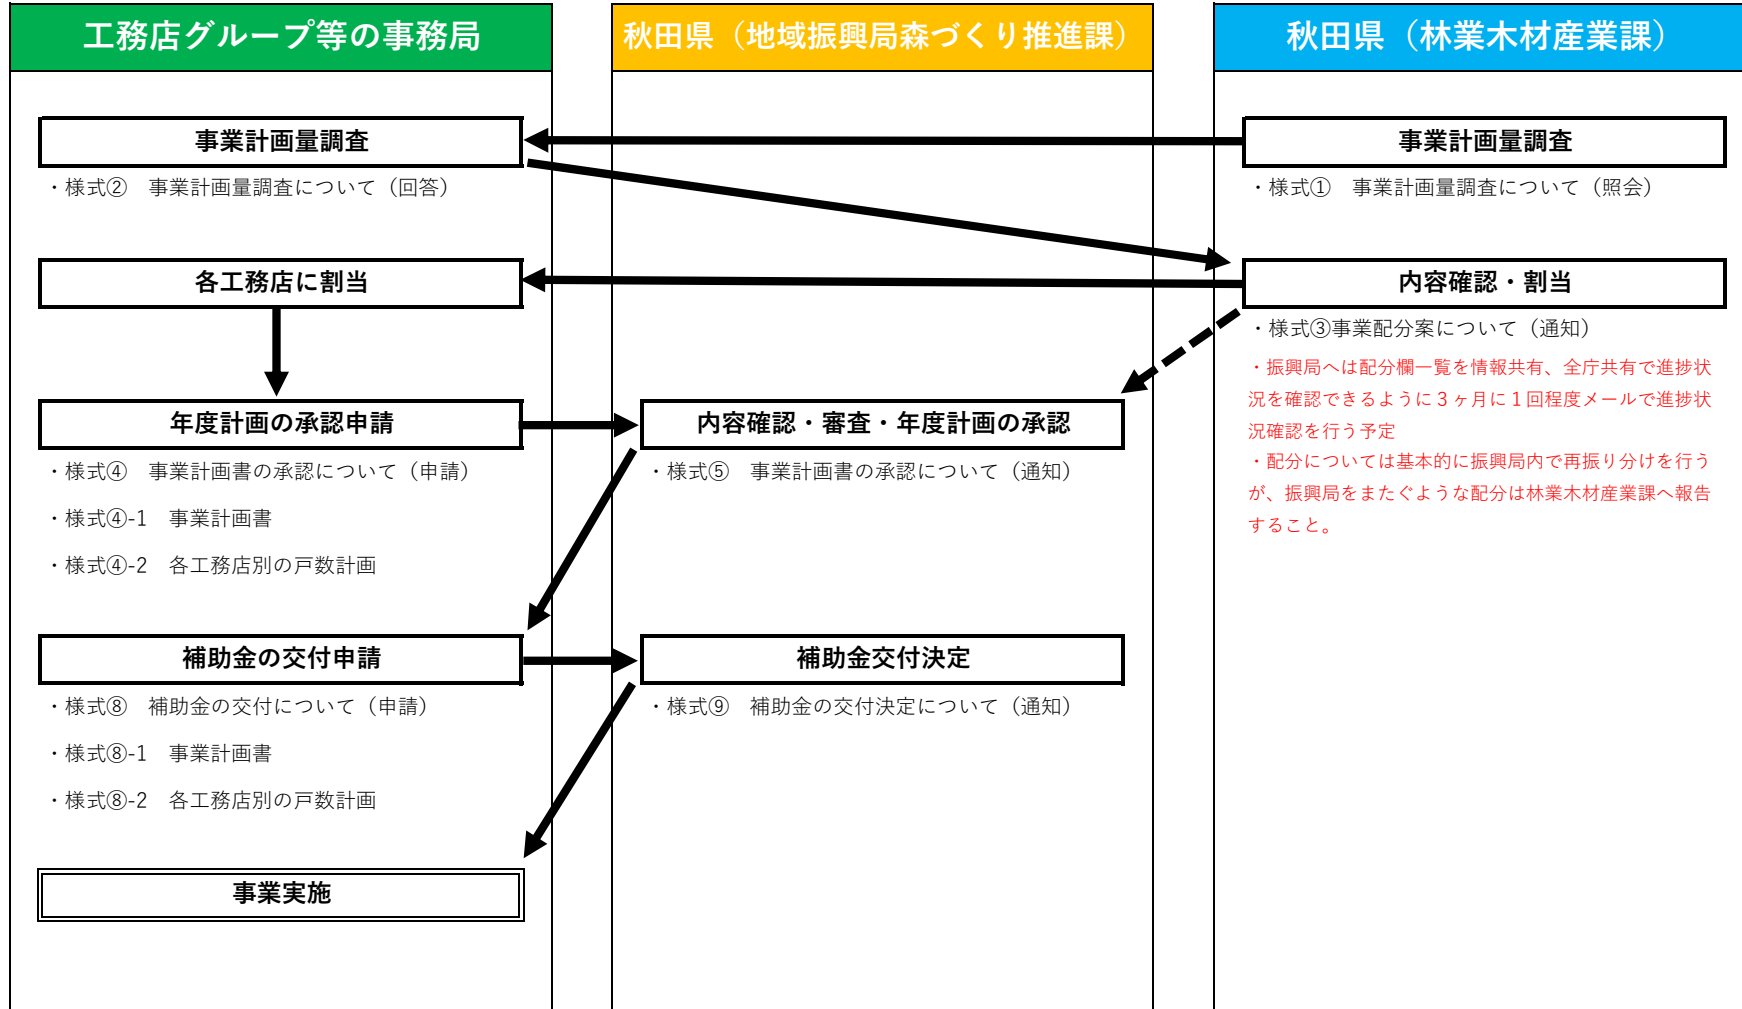 工務店グループ等の事務局
秋田県（地域振興局森づくり推進課）
秋田県（林業木材産業課）
事業計画量調査
・様式②　事業計画量調査について（回答）
事業計画量調査
・様式①　事業計画量調査について（照会）
各工務店に割当
内容確認・割当
・様式③事業配分案について（通知）
・振興局へは配分欄一覧を情報共有、全庁共有で進捗状
況を確認できるように３ヶ月に１回程度メールで進捗状
況確認を行う予定
・配分については基本的に振興局内で再振り分けを行う
が、振興局をまたぐような配分は林業木材産業課へ報告
すること。
年度計画の承認申請
・様式④　事業計画書の承認について（申請）
・様式④-1　事業計画書
・様式④-2　各工務店別の戸数計画
内容確認・審査・年度計画の承認
・様式⑤　事業計画書の承認について（通知）
補助金の交付申請
・様式⑧　補助金の交付について（申請）
・様式⑧-1　事業計画書
・様式⑧-2　各工務店別の戸数計画
補助金交付決定
・様式⑨　補助金の交付決定について（通知）
事業実施